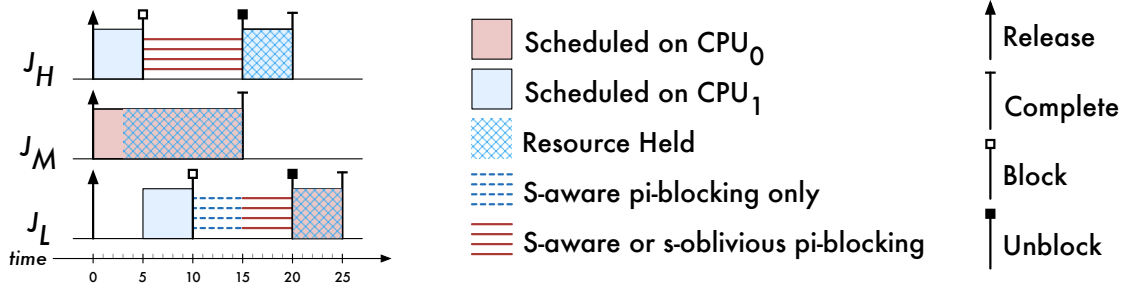 J_H
J_M
J_L
time
0 5 10 15 20 25
Scheduled on CPU_0
Scheduled on CPU_1
Resource Held
S-aware pi-blocking only
S-aware or s-oblivious pi-blocking
Release
Complete
Block
Unblock